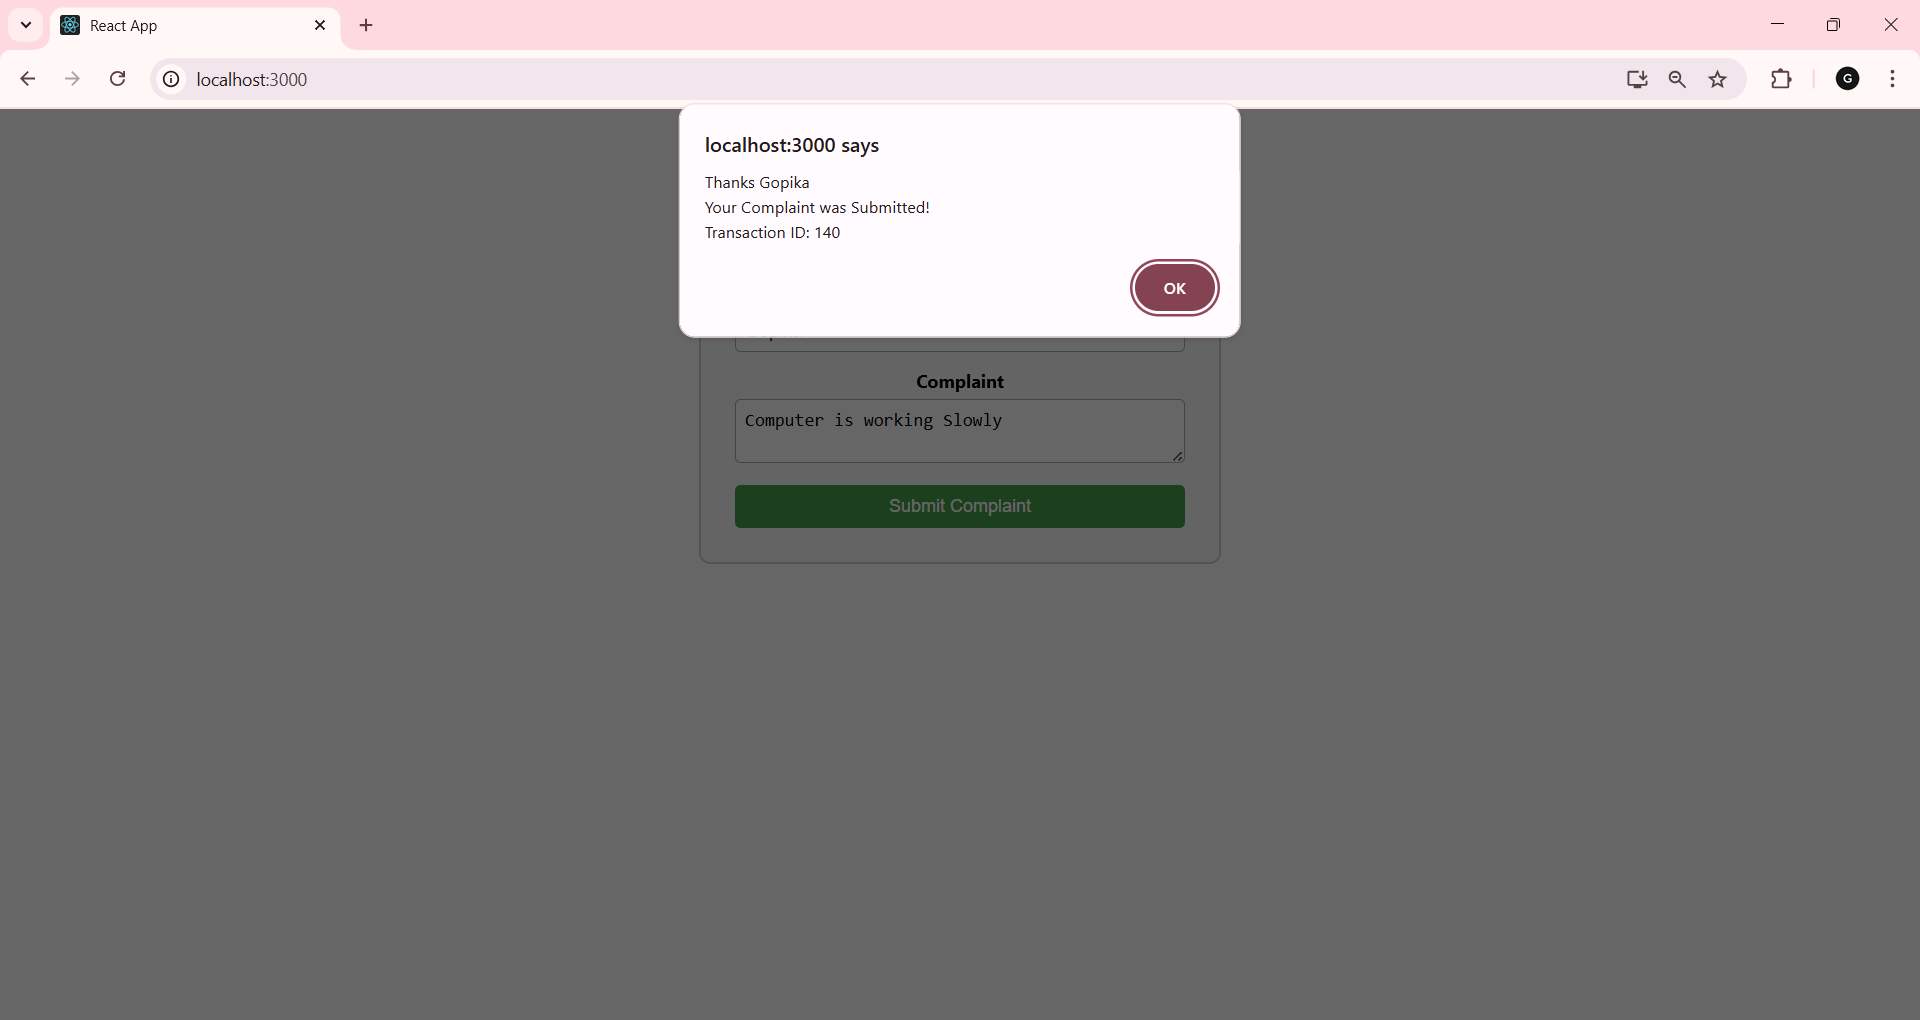 React App
localhost:3000
G
localhost:3000 says
Thanks Gopika
Your Complaint was Submitted!
Transaction ID: 140
OK
Complaint
Computer is working Slowly
Submit Complaint